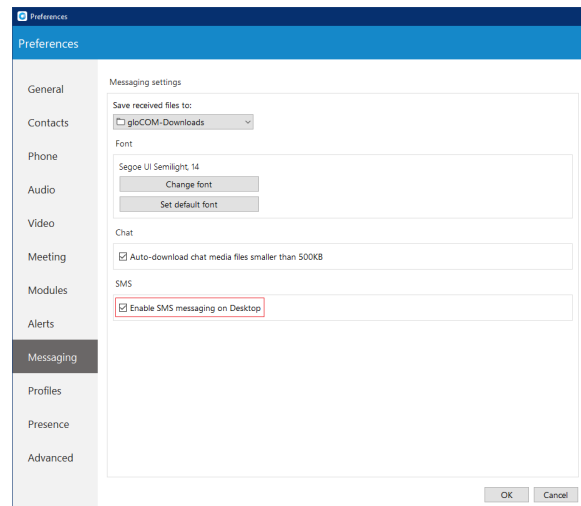 Preferences
Preferences
General
Contacts
Phone
Audio
Video
Meeting
Modules
Alerts
Messaging
Profiles
Presence
Advanced
Messaging settings
Save received files to:
gloCOM-Downloads
Font
Segoe UI Semilight, 14
Change font
Set default font
Chat
Auto-download chat media files smaller than 500KB
SMS
Enable SMS messaging on Desktop
OK
Cancel